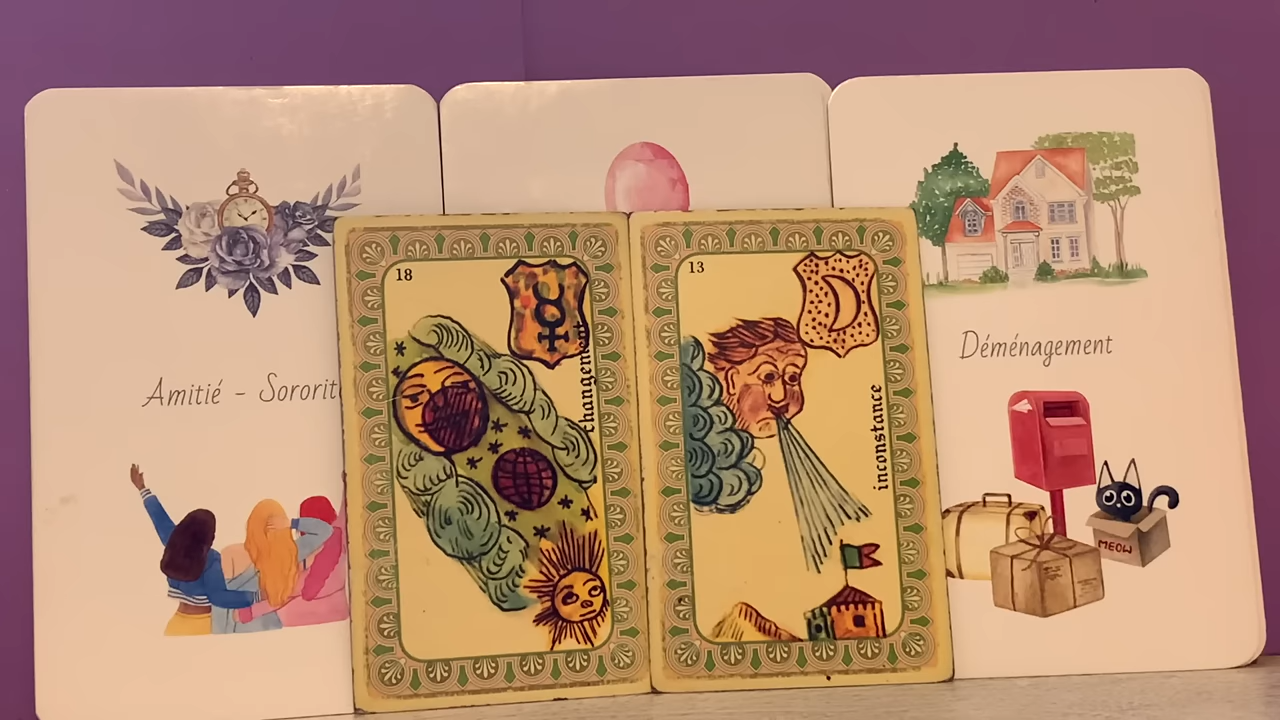 Amitié - Sororit
18
changement
13
inconstance
Déménagement
MEOW